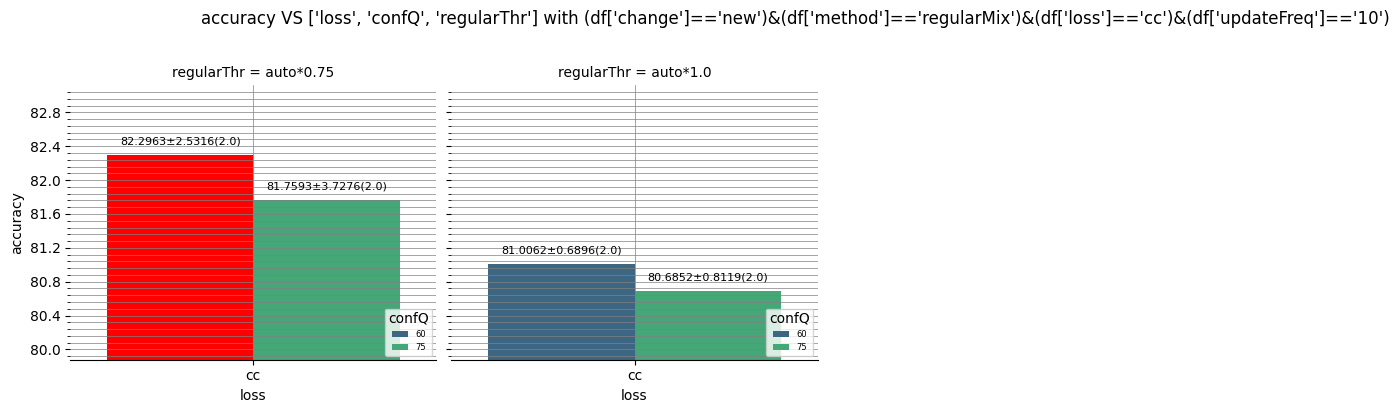 accuracy VS ['loss', 'confQ', 'regularThr'] with (df['change']=='new')&(df['method']=='regularMix')&(df['loss']=='cc')&(df['updateFreq']=='10')
regularThr = auto*0.75
regularThr = auto*1.0
accuracy
82.8
82.4
82.0
81.6
81.2
80.8
80.4
80.0
82.2963±2.5316(2.0)
81.7593±3.7276(2.0)
confQ
60
75
cc
loss
81.0062±0.6896(2.0)
80.6852±0.8119(2.0)
confQ
60
75
cc
loss